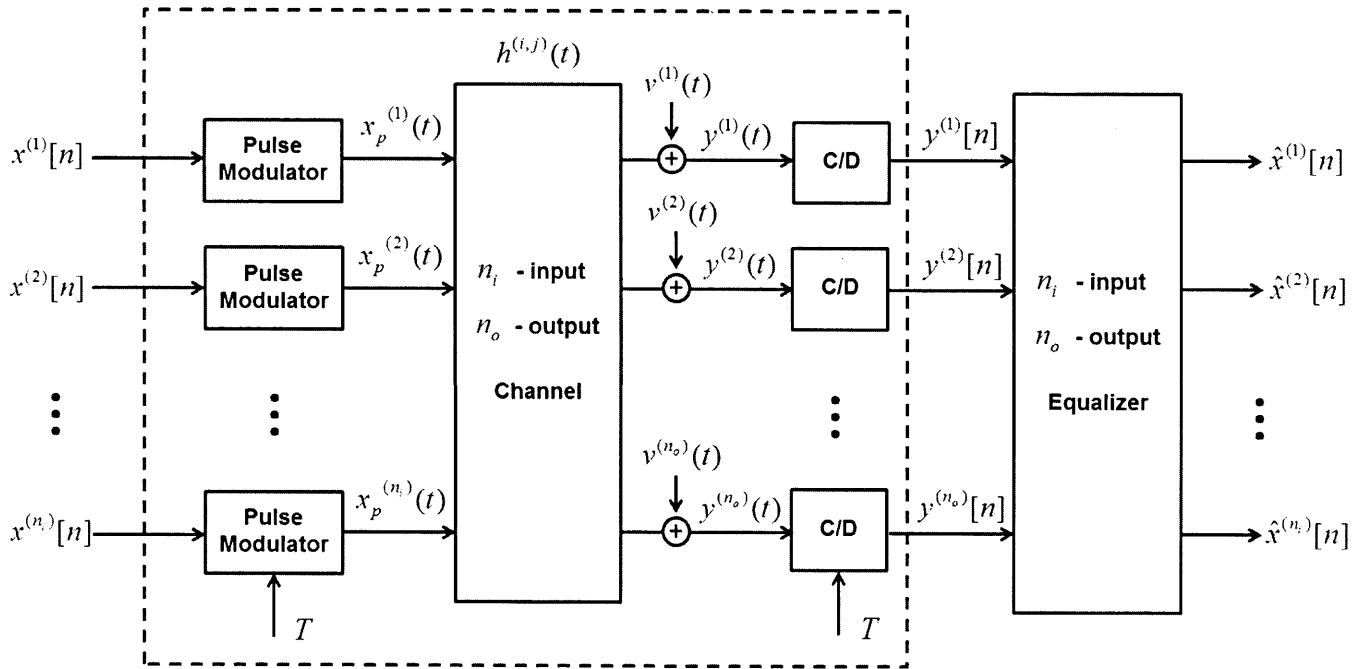 h^{(i,j)}(t)
v^{(1)}(t)
x^{(1)}[n]
Pulse Modulator
x_p^{(1)}(t)
y^{(1)}(t)
C/D
y^{(1)}[n]
x̂^{(1)}[n]
v^{(2)}(t)
x^{(2)}[n]
Pulse Modulator
x_p^{(2)}(t)
y^{(2)}(t)
C/D
y^{(2)}[n]
x̂^{(2)}[n]
n_i - input
n_o - output
Channel
n_i - input
n_o - output
Equalizer
v^{(n_o)}(t)
x^{(n_i)}[n]
Pulse Modulator
x_p^{(n_i)}(t)
y^{(n_o)}(t)
C/D
y^{(n_o)}[n]
x̂^{(n_i)}[n]
+
+
+
T
T